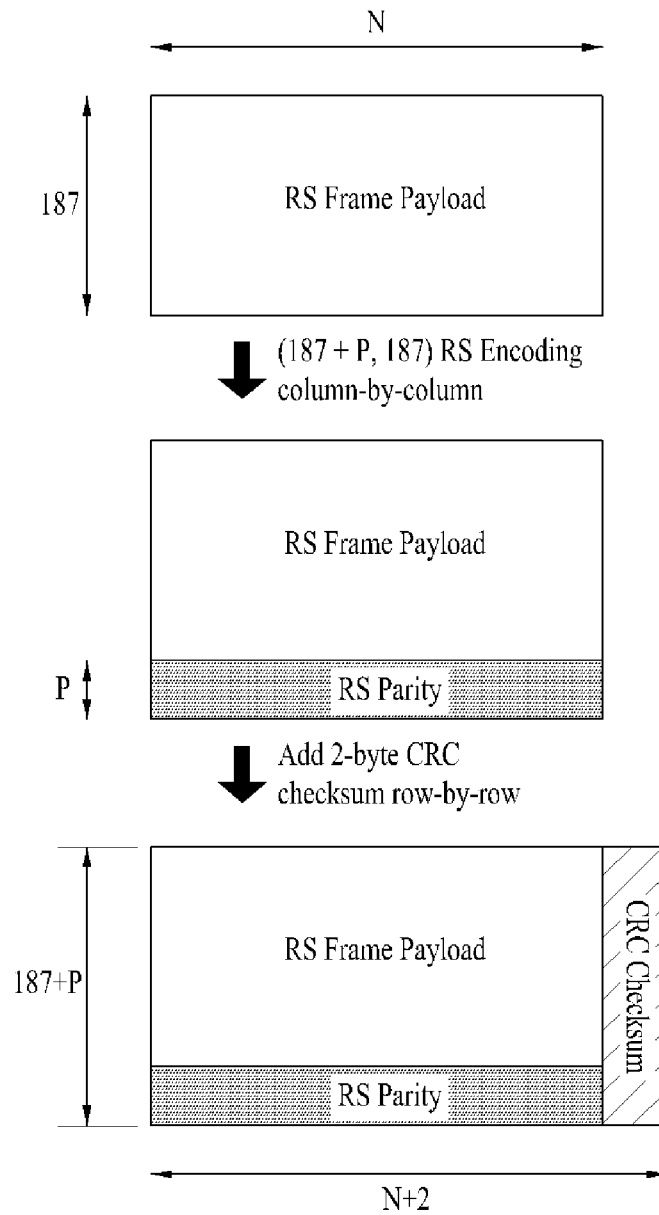 N
187
RS Frame Payload
(187 + P, 187) RS Encoding
column-by-column
RS Frame Payload
P
RS Parity
Add 2-byte CRC
checksum row-by-row
187+P
RS Frame Payload
CRC Checksum
RS Parity
N+2